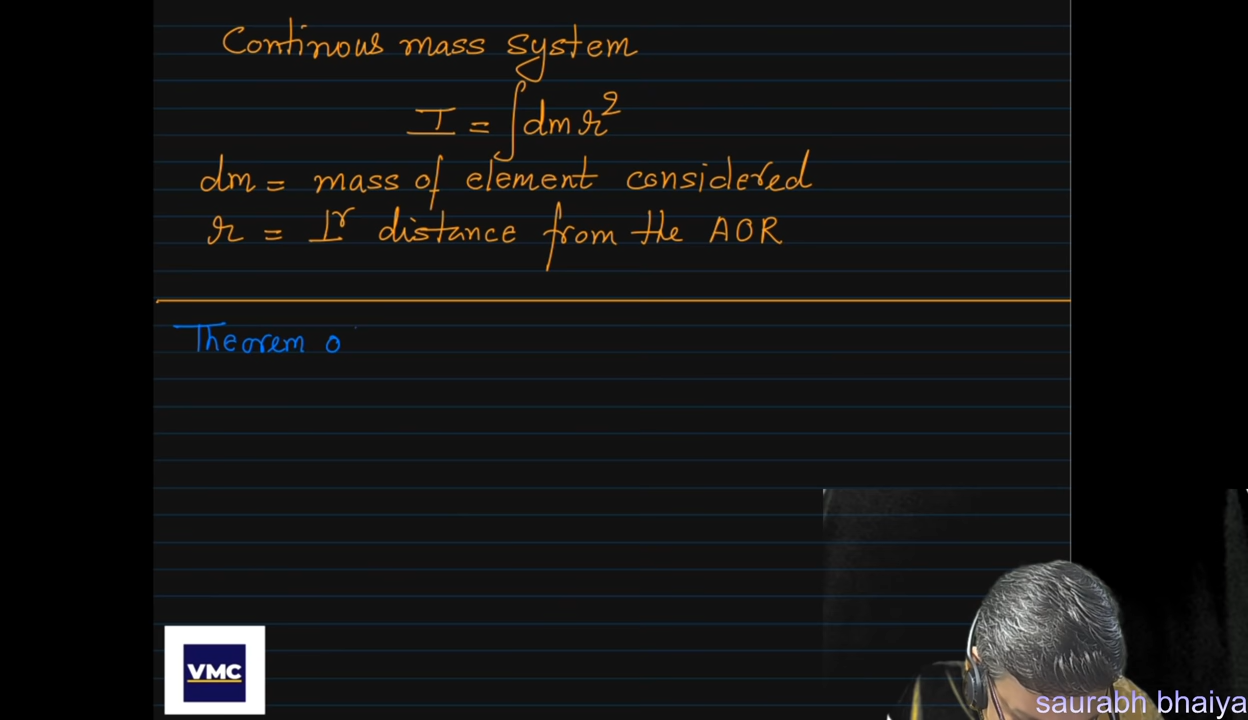 Continous mass system
I = ∫dm r²
dm = mass of element considered
r = ⊥ʳ distance from the AOR
Theorem o
VMC
saurabh bhaiya